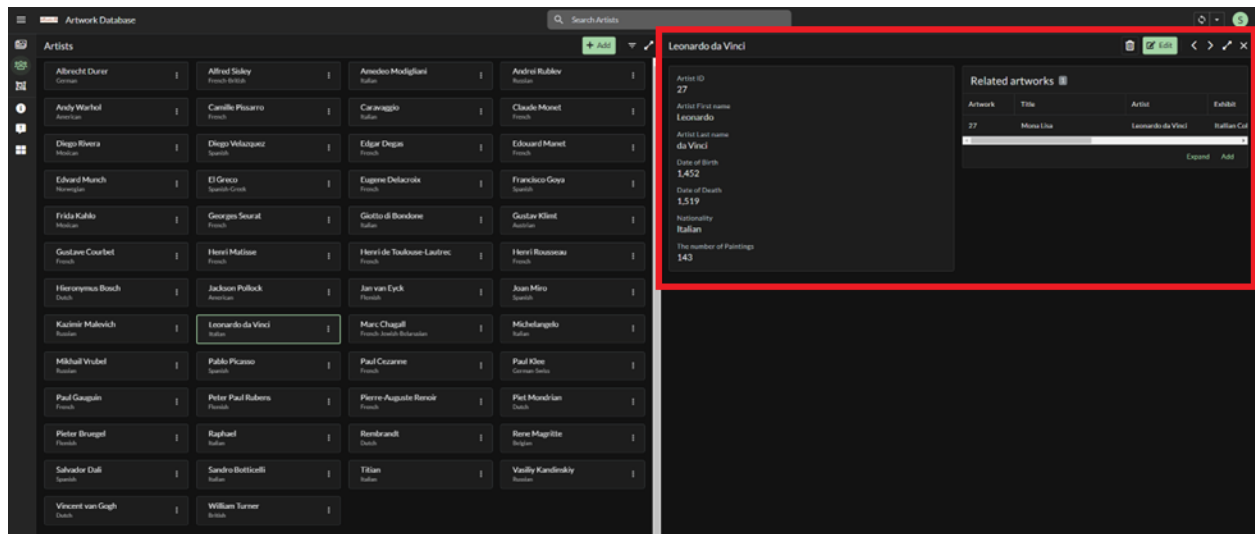 Artwork Database
Search Artists
S
Artists
+ Add
Albrecht Durer
German
Alfred Sisley
French-British
Amedeo Modigliani
Italian
Andrei Rublev
Russian
Andy Warhol
American
Camille Pissarro
French
Caravaggio
Italian
Claude Monet
French
Diego Rivera
Mexican
Diego Velazquez
Spanish
Edgar Degas
French
Edouard Manet
French
Edvard Munch
Norwegian
El Greco
Spanish-Greek
Eugene Delacroix
French
Francisco Goya
Spanish
Frida Kahlo
Mexican
Georges Seurat
French
Giotto di Bondone
Italian
Gustav Klimt
Austrian
Gustave Courbet
French
Henri Matisse
French
Henri de Toulouse-Lautrec
French
Henri Rousseau
French
Hieronymus Bosch
Dutch
Jackson Pollock
American
Jan van Eyck
Flemish
Joan Miro
Spanish
Kazimir Malevich
Russian
Leonardo da Vinci
Italian
Marc Chagall
French-Jewish-Belarusian
Michelangelo
Italian
Mikhail Vrubel
Russian
Pablo Picasso
Spanish
Paul Cezanne
French
Paul Klee
German-Swiss
Paul Gauguin
French
Peter Paul Rubens
Flemish
Pierre-Auguste Renoir
French
Piet Mondrian
Dutch
Pieter Bruegel
Flemish
Raphael
Italian
Rembrandt
Dutch
Rene Magritte
Belgian
Salvador Dali
Spanish
Sandro Botticelli
Italian
Titian
Italian
Vasiliy Kandinskiy
Russian
Vincent van Gogh
Dutch
William Turner
British
Leonardo da Vinci
Edit
Artist ID
27
Artist First name
Leonardo
Artist Last name
da Vinci
Date of Birth
1,452
Date of Death
1,519
Nationality
Italian
The number of Paintings
143
Related artworks 1
Artwork Title Artist Exhibit
27 Mona Lisa Leonardo da Vinci Itallian Col
Expand Add